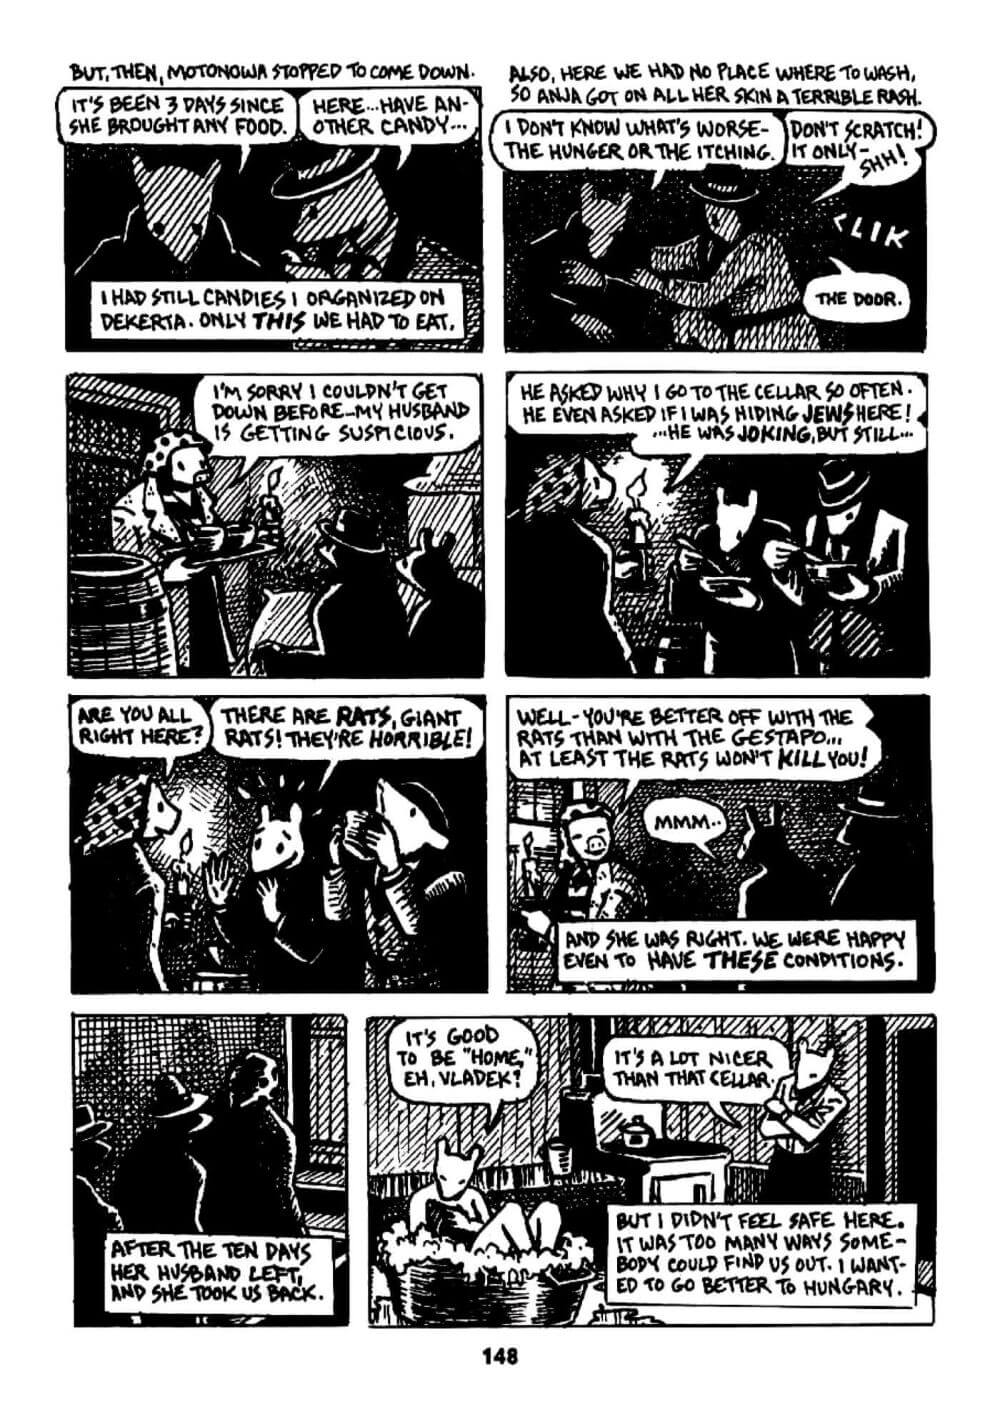 BUT, THEN, MOTONOWA STOPPED TO COME DOWN.
IT'S BEEN 3 DAYS SINCE
SHE BROUGHT ANY FOOD.
HERE...HAVE AN-
OTHER CANDY...
I HAD STILL CANDIES I ORGANIZED ON
DEKERTA. ONLY THIS WE HAD TO EAT.
ALSO, HERE WE HAD NO PLACE WHERE TO WASH,
SO ANJA GOT ON ALL HER SKIN A TERRIBLE RASH.
I DON'T KNOW WHAT'S WORSE-
THE HUNGER OR THE ITCHING.
DON'T SCRATCH!
IT ONLY-
SHH!
CLIK
THE DOOR.
I'M SORRY I COULDN'T GET
DOWN BEFORE...MY HUSBAND
IS GETTING SUSPICIOUS.
HE ASKED WHY I GO TO THE CELLAR SO OFTEN.
HE EVEN ASKED IF I WAS HIDING JEWS HERE!
...HE WAS JOKING, BUT STILL...
ARE YOU ALL
RIGHT HERE?
THERE ARE RATS, GIANT
RATS! THEY'RE HORRIBLE!
WELL-YOU'RE BETTER OFF WITH THE
RATS THAN WITH THE GESTAPO...
AT LEAST THE RATS WON'T KILL YOU!
MMM..
AND SHE WAS RIGHT. WE WERE HAPPY
EVEN TO HAVE THESE CONDITIONS.
AFTER THE TEN DAYS
HER HUSBAND LEFT,
AND SHE TOOK US BACK.
IT'S GOOD
TO BE "HOME,"
EH, VLADEK?
IT'S A LOT NICER
THAN THAT CELLAR.
BUT I DIDN'T FEEL SAFE HERE.
IT WAS TOO MANY WAYS SOME-
BODY COULD FIND US OUT. I WANT-
ED TO GO BETTER TO HUNGARY.
148